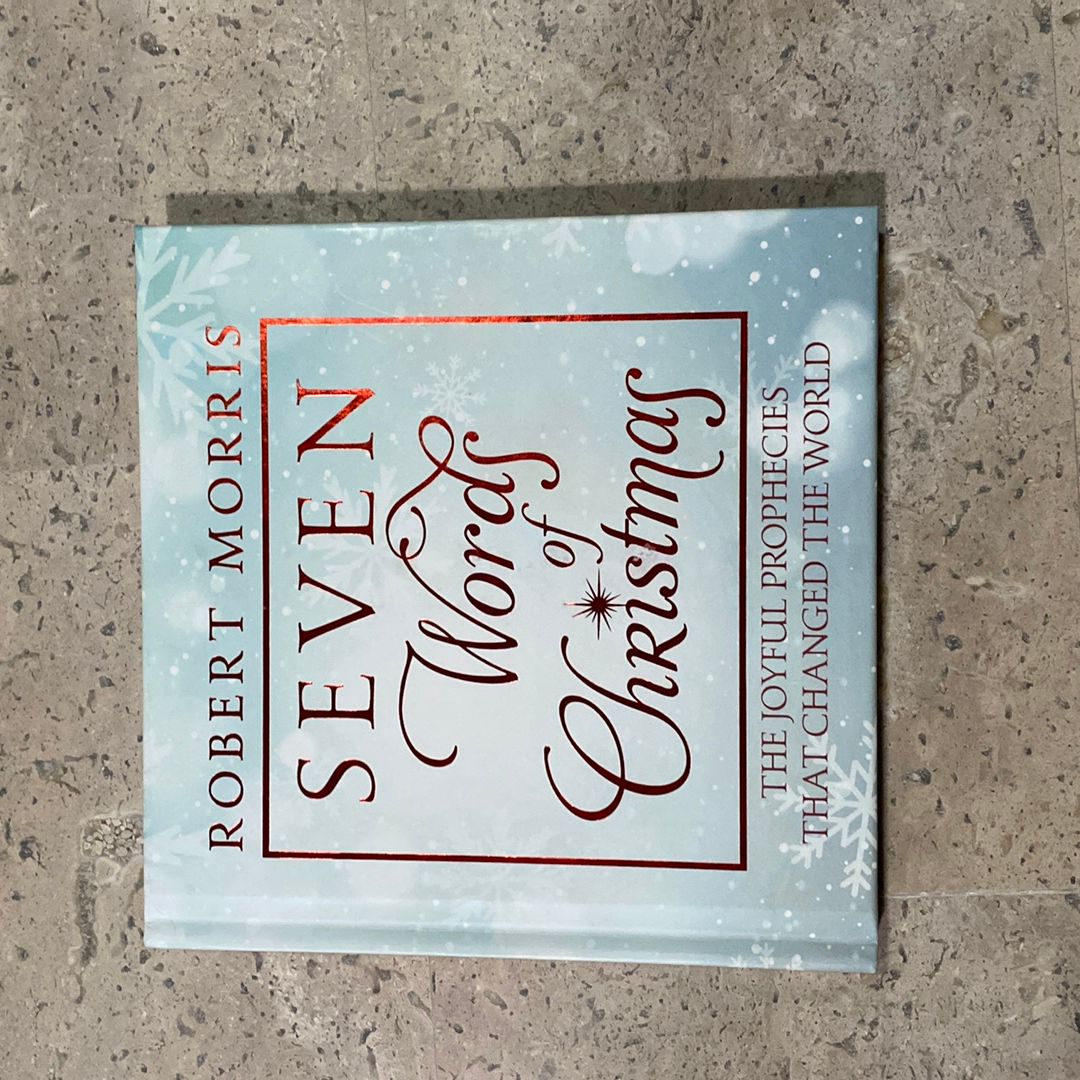 ROBERT MORRIS
SEVEN
Words
of
Christmas
THE JOYFUL PROPHECIES
THAT CHANGED THE WORLD